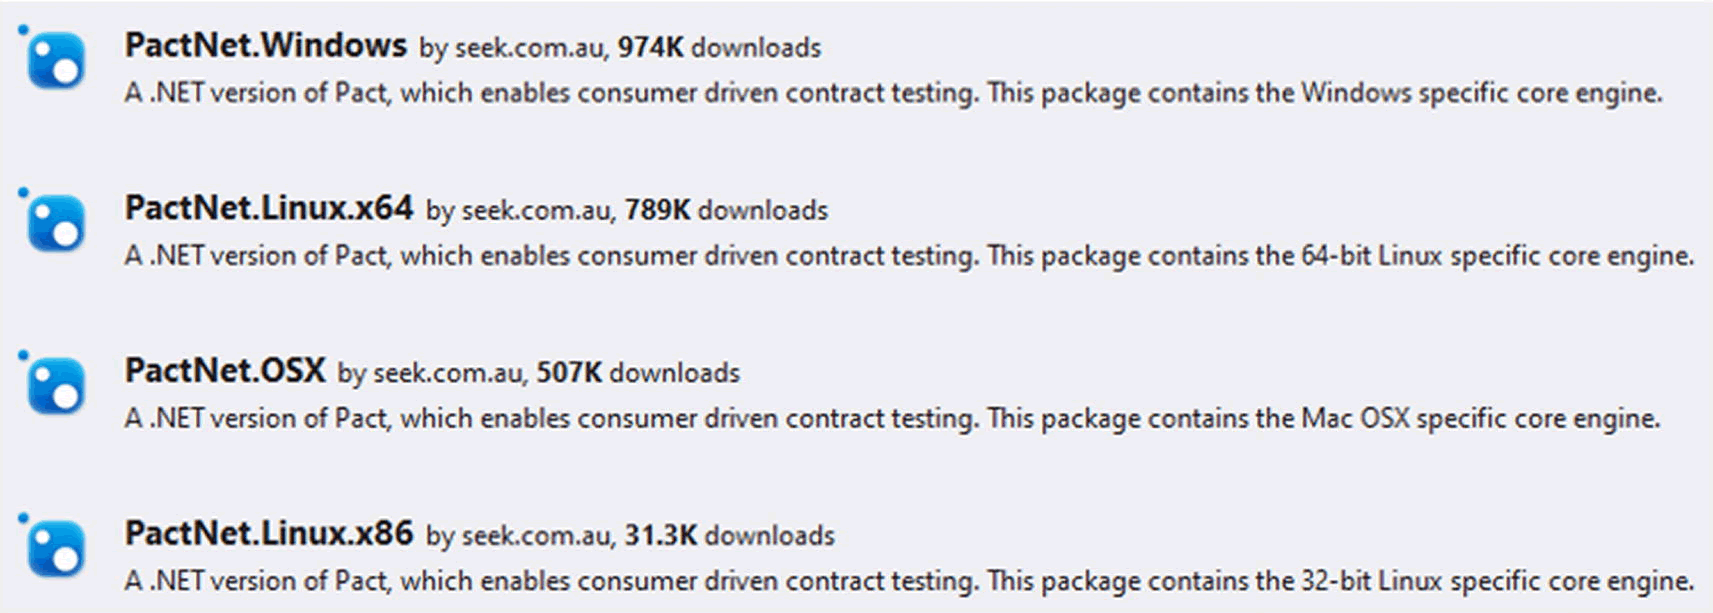 PactNet.Windows by seek.com.au, 974K downloads
A .NET version of Pact, which enables consumer driven contract testing. This package contains the Windows specific core engine.
PactNet.Linux.x64 by seek.com.au, 789K downloads
A .NET version of Pact, which enables consumer driven contract testing. This package contains the 64-bit Linux specific core engine.
PactNet.OSX by seek.com.au, 507K downloads
A .NET version of Pact, which enables consumer driven contract testing. This package contains the Mac OSX specific core engine.
PactNet.Linux.x86 by seek.com.au, 31.3K downloads
A .NET version of Pact, which enables consumer driven contract testing. This package contains the 32-bit Linux specific core engine.